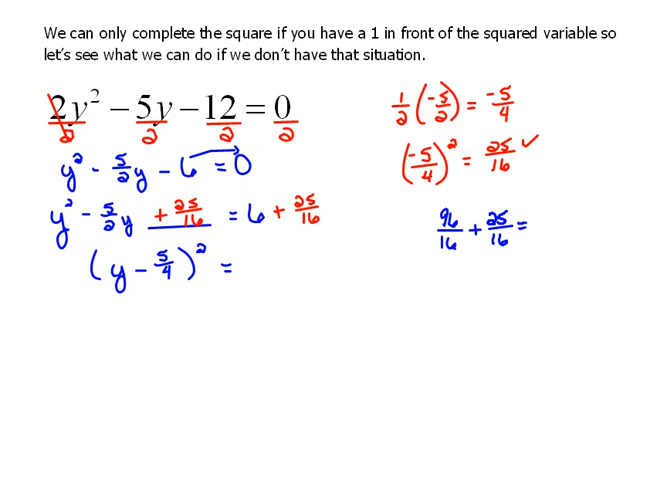 We can only complete the square if you have a 1 in front of the squared variable so
let's see what we can do if we don't have that situation.
2y² − 5y − 12 = 0
2 2 2 2
y² - 5/2 y - 6 = 0
y² - 5/2 y + 25/16 = 6 + 25/16
(y - 5/4)² =
1/2 (-5/2) = -5/4
(-5/4)² = 25/16 ✓
96/16 + 25/16 =